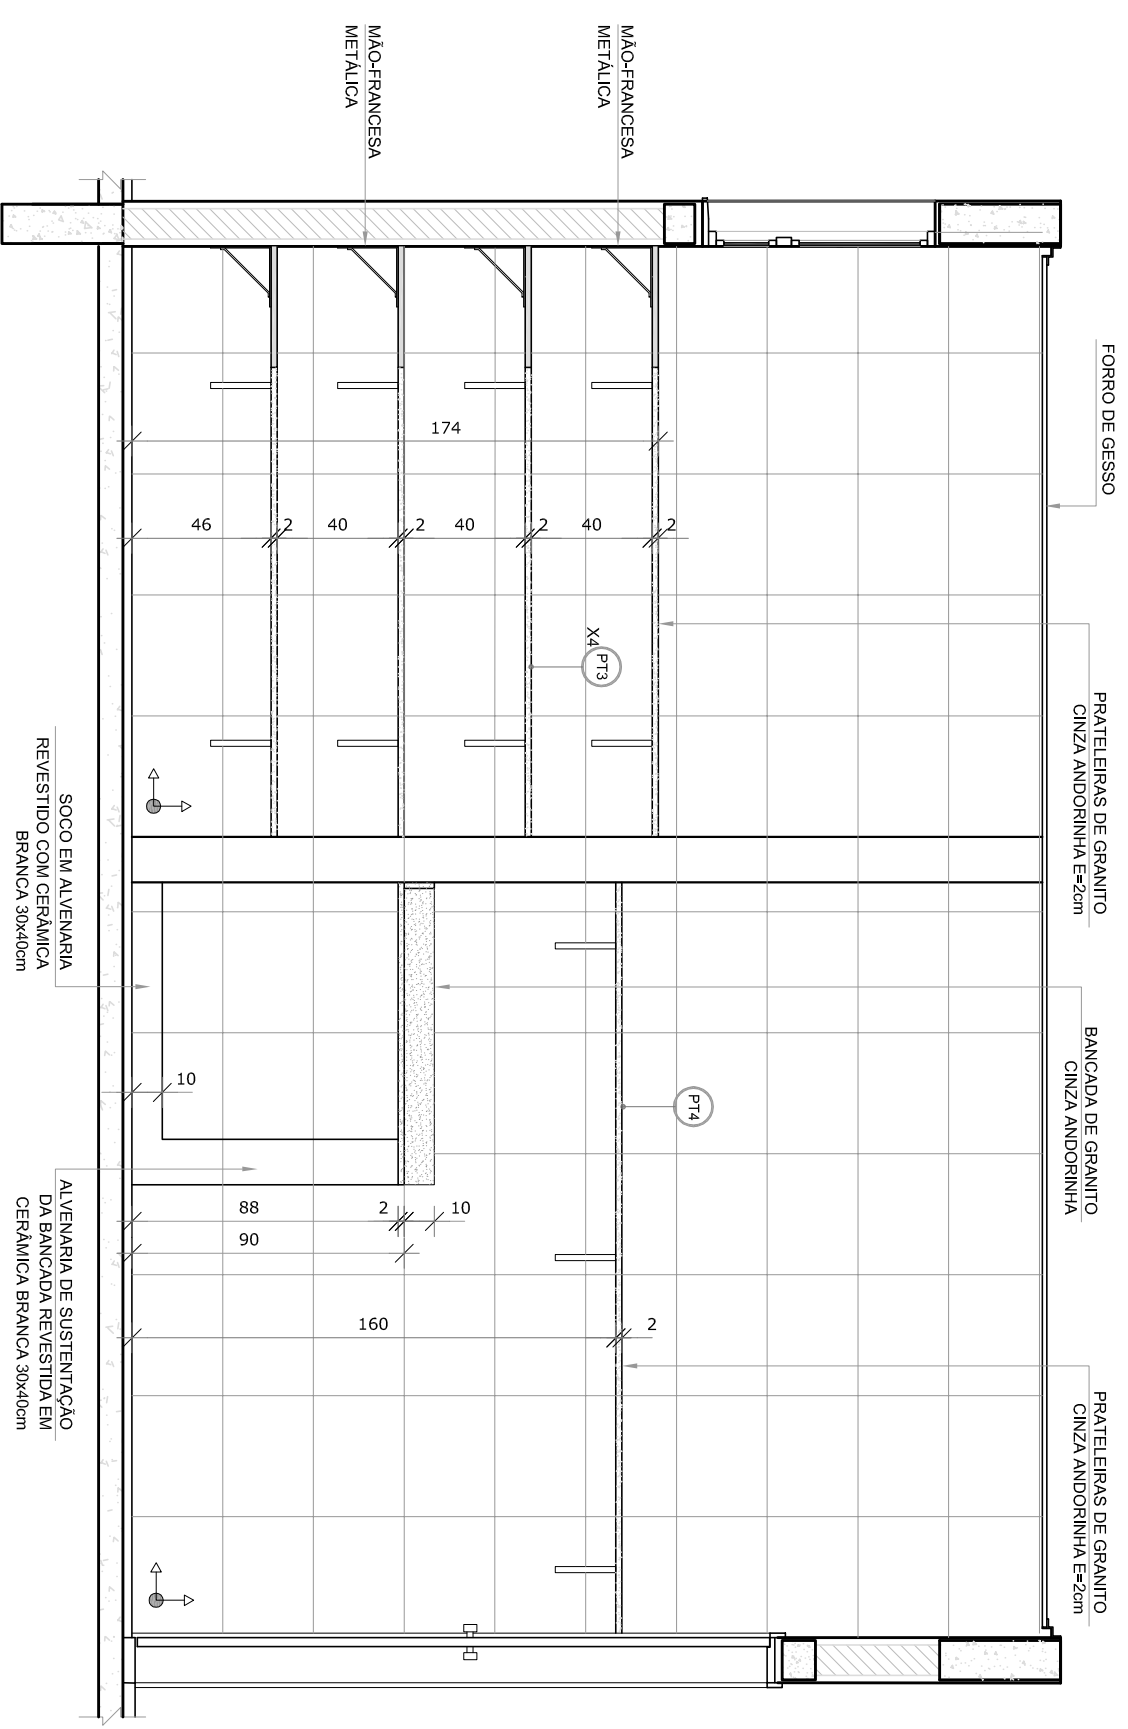 MÃO-FRANCESA
METÁLICA
MÃO-FRANCESA
METÁLICA
FORRO DE GESSO
PRATELEIRAS DE GRANITO
CINZA ANDORINHA E=2cm
BANCADA DE GRANITO
CINZA ANDORINHA
PRATELEIRAS DE GRANITO
CINZA ANDORINHA E=2cm
174
46
2
40
2
40
2
40
2
X4
PT3
PT4
10
88
2
10
90
160
2
SOCO EM ALVENARIA
REVESTIDO COM CERÂMICA
BRANCA 30x40cm
ALVENARIA DE SUSTENTAÇÃO
DA BANCADA REVESTIDA EM
CERÂMICA BRANCA 30x40cm